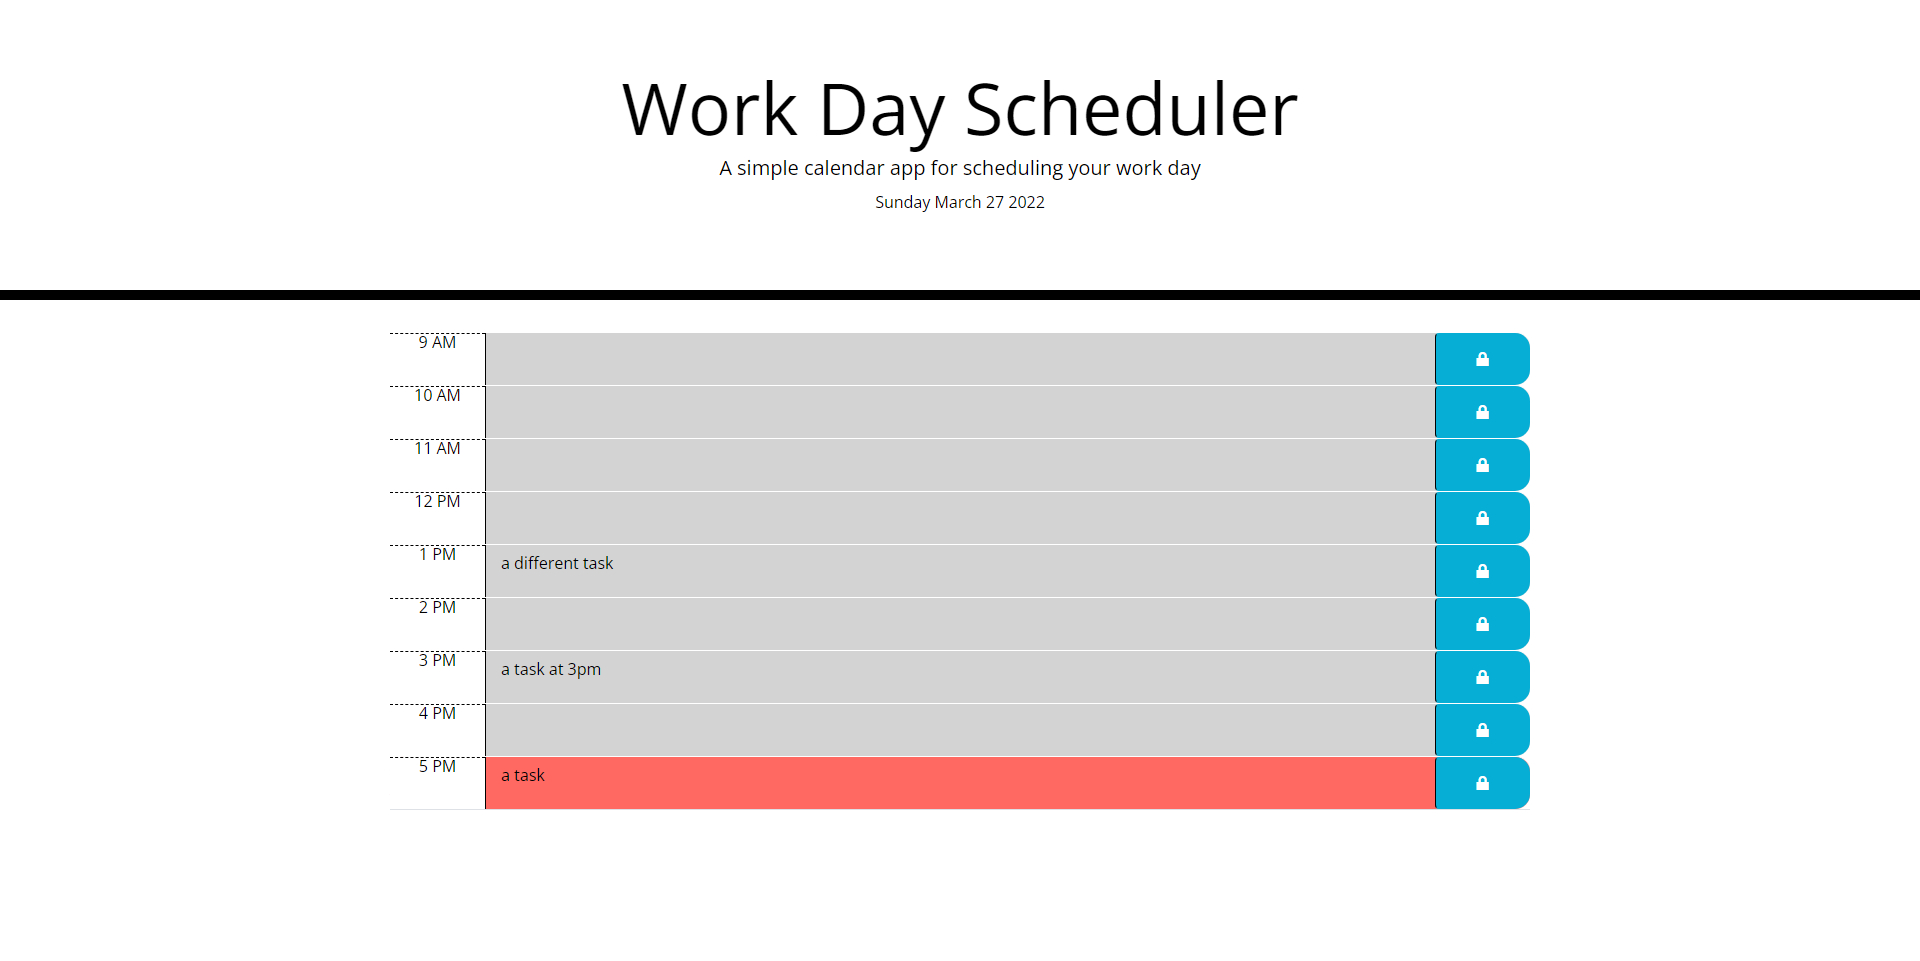 Work Day Scheduler
A simple calendar app for scheduling your work day
Sunday March 27 2022
9 AM
10 AM
11 AM
12 PM
1 PM
a different task
2 PM
3 PM
a task at 3pm
4 PM
5 PM
a task